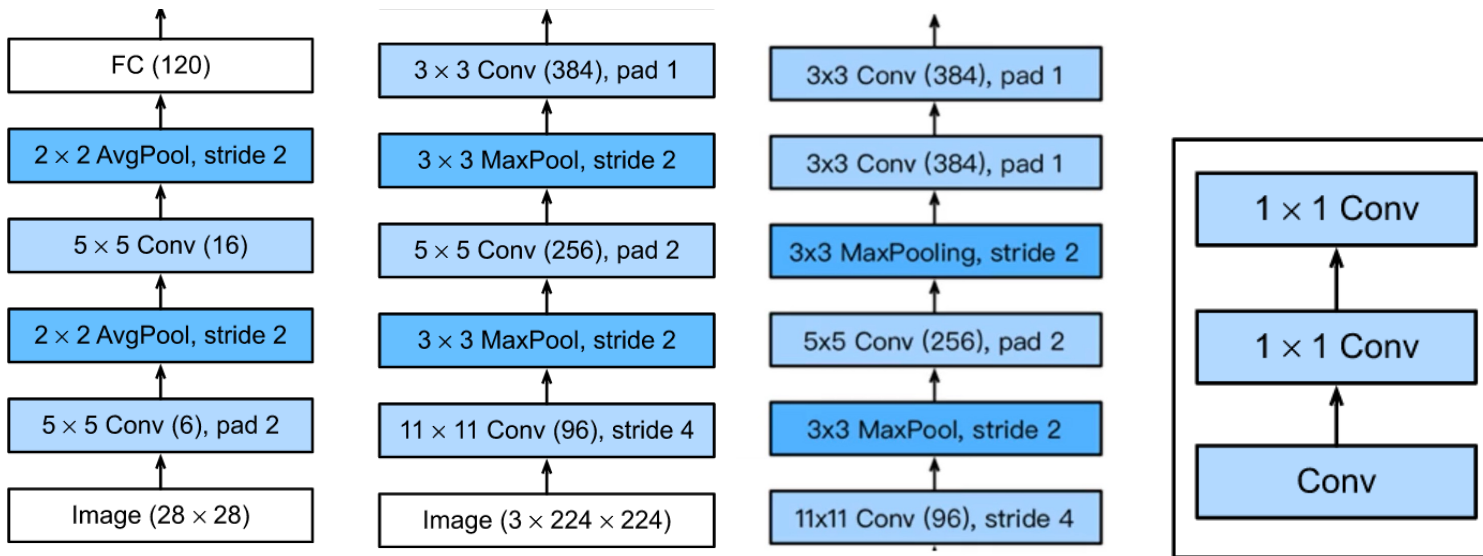 FC (120)
2 × 2 AvgPool, stride 2
5 × 5 Conv (16)
2 × 2 AvgPool, stride 2
5 × 5 Conv (6), pad 2
Image (28 × 28)
3 × 3 Conv (384), pad 1
3 × 3 MaxPool, stride 2
5 × 5 Conv (256), pad 2
3 × 3 MaxPool, stride 2
11 × 11 Conv (96), stride 4
Image (3 × 224 × 224)
3x3 Conv (384), pad 1
3x3 Conv (384), pad 1
3x3 MaxPooling, stride 2
5x5 Conv (256), pad 2
3x3 MaxPool, stride 2
11x11 Conv (96), stride 4
1 × 1 Conv
1 × 1 Conv
Conv